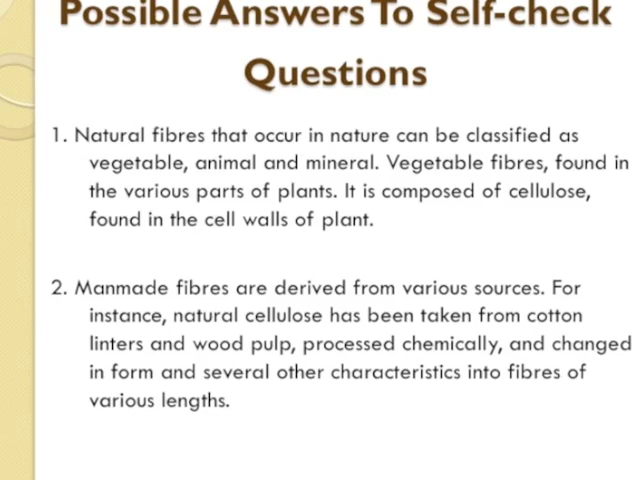 Possible Answers To Self-check
Questions
1. Natural fibres that occur in nature can be classified as
vegetable, animal and mineral. Vegetable fibres, found in
the various parts of plants. It is composed of cellulose,
found in the cell walls of plant.
2. Manmade fibres are derived from various sources. For
instance, natural cellulose has been taken from cotton
linters and wood pulp, processed chemically, and changed
in form and several other characteristics into fibres of
various lengths.